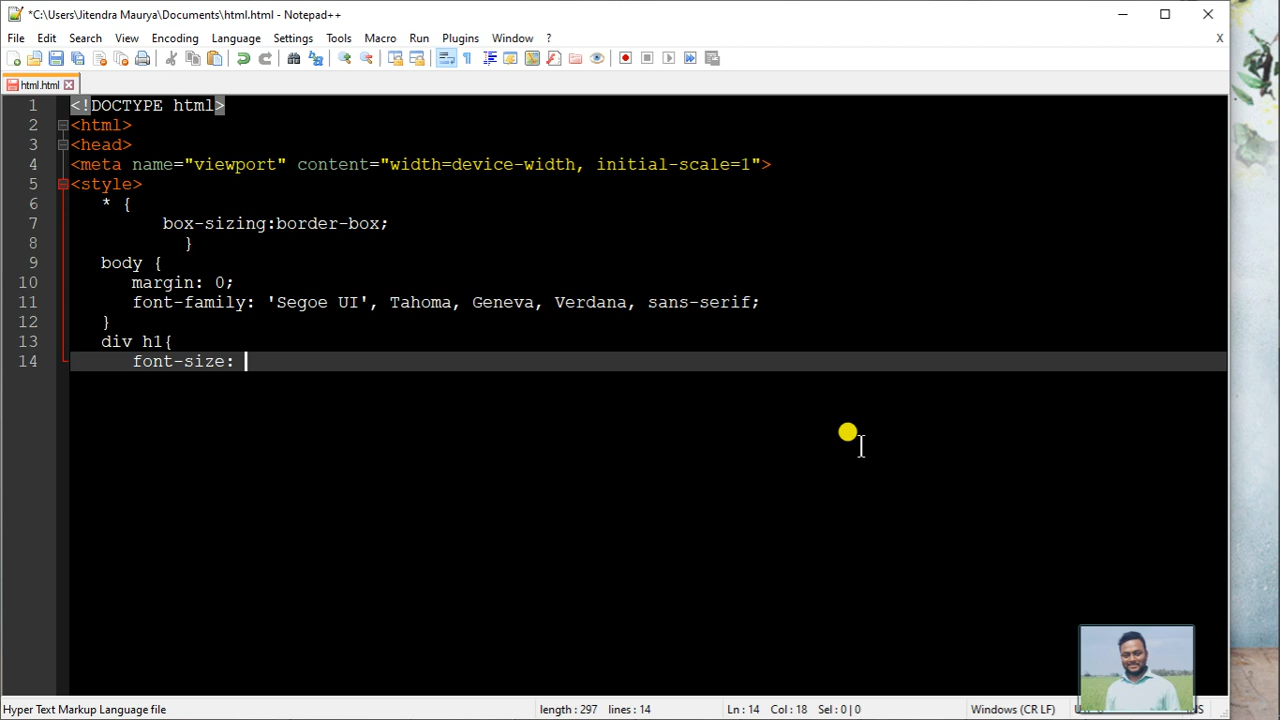 *C:\Users\Jitendra Maurya\Documents\html.html - Notepad++
File Edit Search View Encoding Language Settings Tools Macro Run Plugins Window ? X
html.html
1 <!DOCTYPE html>
2 <html>
3 <head>
4 <meta name="viewport" content="width=device-width, initial-scale=1">
5 <style>
6 * {
7 box-sizing:border-box;
8 }
9 body {
10 margin: 0;
11 font-family: 'Segoe UI', Tahoma, Geneva, Verdana, sans-serif;
12 }
13 div h1{
14 font-size:
Hyper Text Markup Language file length : 297 lines : 14 Ln : 14 Col : 18 Sel : 0 | 0 Windows (CR LF)